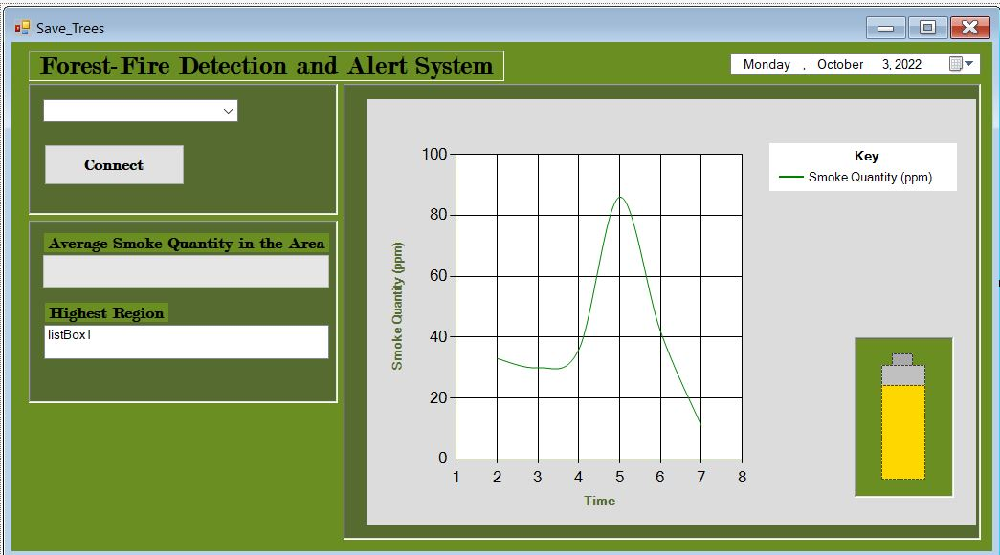 Save_Trees
Forest-Fire Detection and Alert System
Monday , October 3, 2022
Connect
Average Smoke Quantity in the Area
Highest Region
listBox1
Key
Smoke Quantity (ppm)
Smoke Quantity (ppm)
100
80
60
40
20
0
1 2 3 4 5 6 7 8
Time